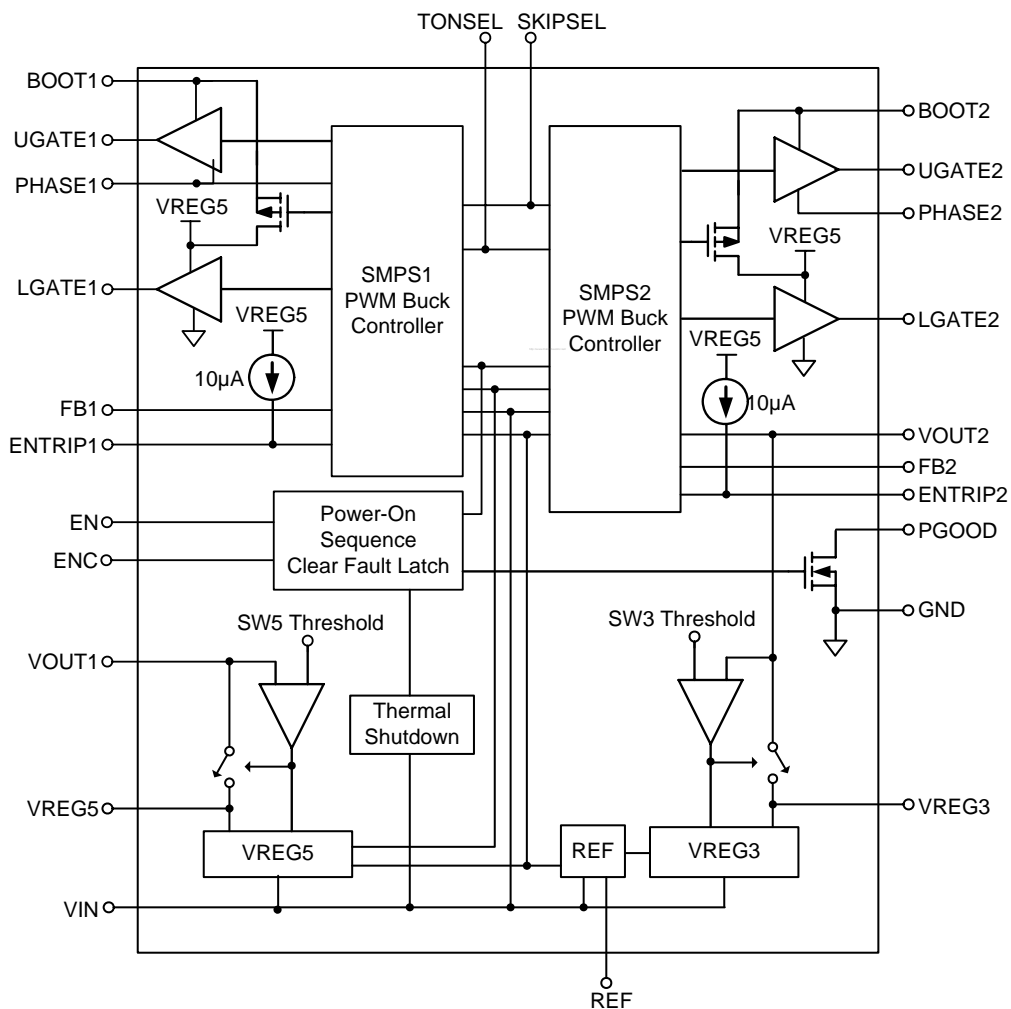 TONSEL SKIPSEL
BOOT1
BOOT2
UGATE1
UGATE2
PHASE1
PHASE2
VREG5
VREG5
SMPS1
PWM Buck
Controller
SMPS2
PWM Buck
Controller
LGATE1
LGATE2
VREG5
VREG5
10µA
10µA
FB1
ENTRIP1
VOUT2
FB2
ENTRIP2
EN
ENC
Power-On
Sequence
Clear Fault Latch
PGOOD
GND
SW5 Threshold
SW3 Threshold
VOUT1
Thermal
Shutdown
VREG5
VREG3
VREG5
REF
VREG3
VIN
REF